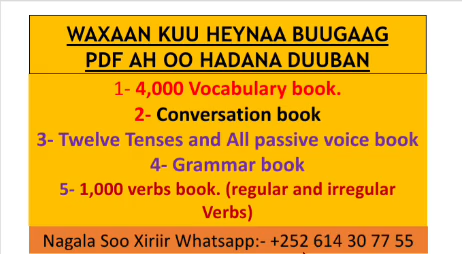 WAXAAN KUU HEYNAA BUUGAAG
PDF AH OO HADANA DUUBAN
1- 4,000 Vocabulary book.
2- Conversation book
3- Twelve Tenses and All passive voice book
4- Grammar book
5- 1,000 verbs book. (regular and irregular
Verbs)
Nagala Soo Xiriir Whatsapp:- +252 614 30 77 55